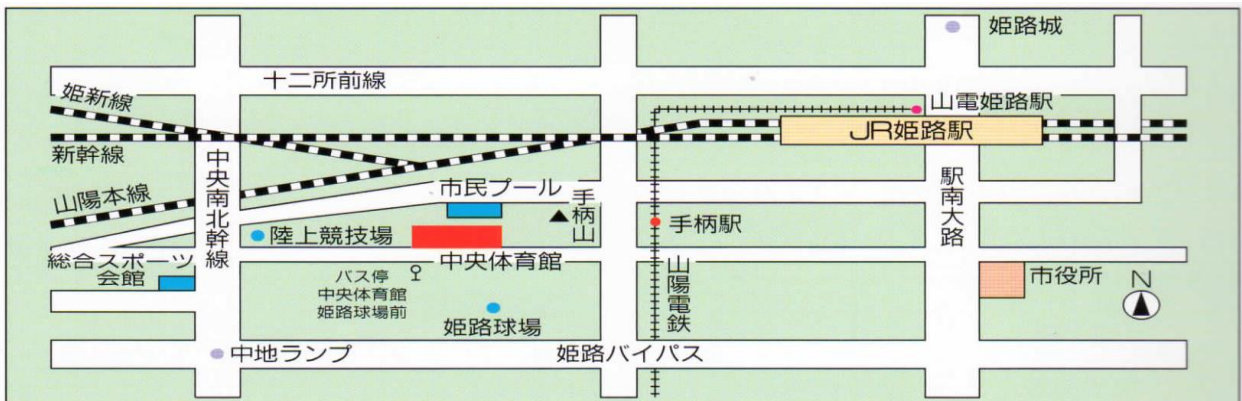 姫路城
十二所前線
姫新線
山電姫路駅
JR姫路駅
新幹線
山陽本線
中央南北幹線
市民プール
手柄山
駅南大路
陸上競技場
手柄駅
総合スポーツ
会館
中央体育館
山陽電鉄
市役所
N
バス停
中央体育館
姫路球場前
姫路球場
中地ランプ
姫路バイパス